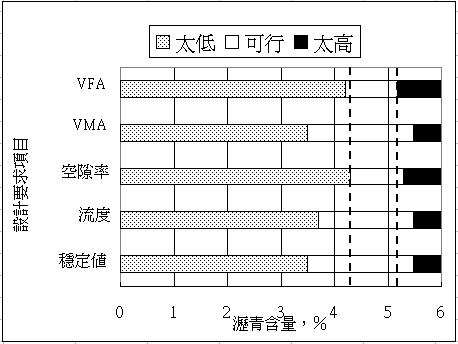 太低 可行 太高
VFA
VMA
空隙率
流度
穩定值
設計要求項目
0 1 2 3 4 5 6
瀝青含量，%